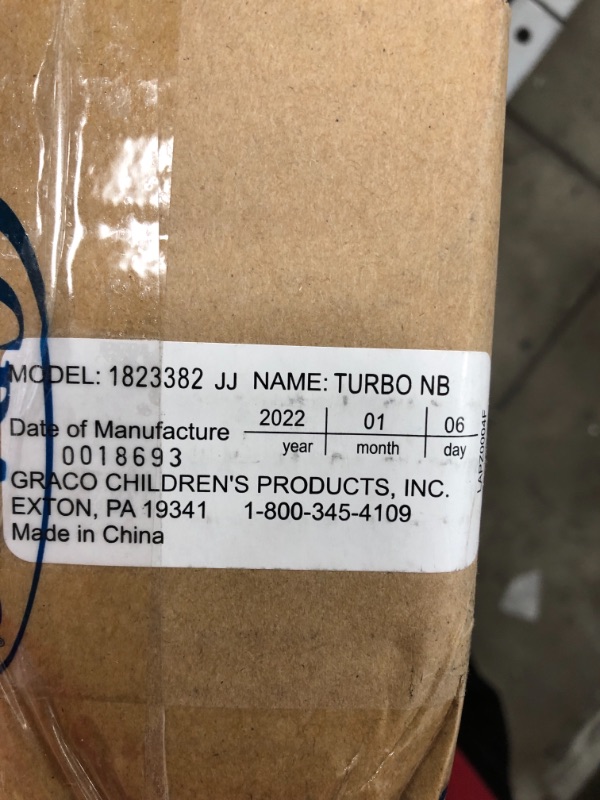 MODEL: 1823382 JJ NAME: TURBO NB
Date of Manufacture 2022 01 06
year month day
0018693
GRACO CHILDREN'S PRODUCTS, INC.
EXTON, PA 19341 1-800-345-4109
Made in China
®